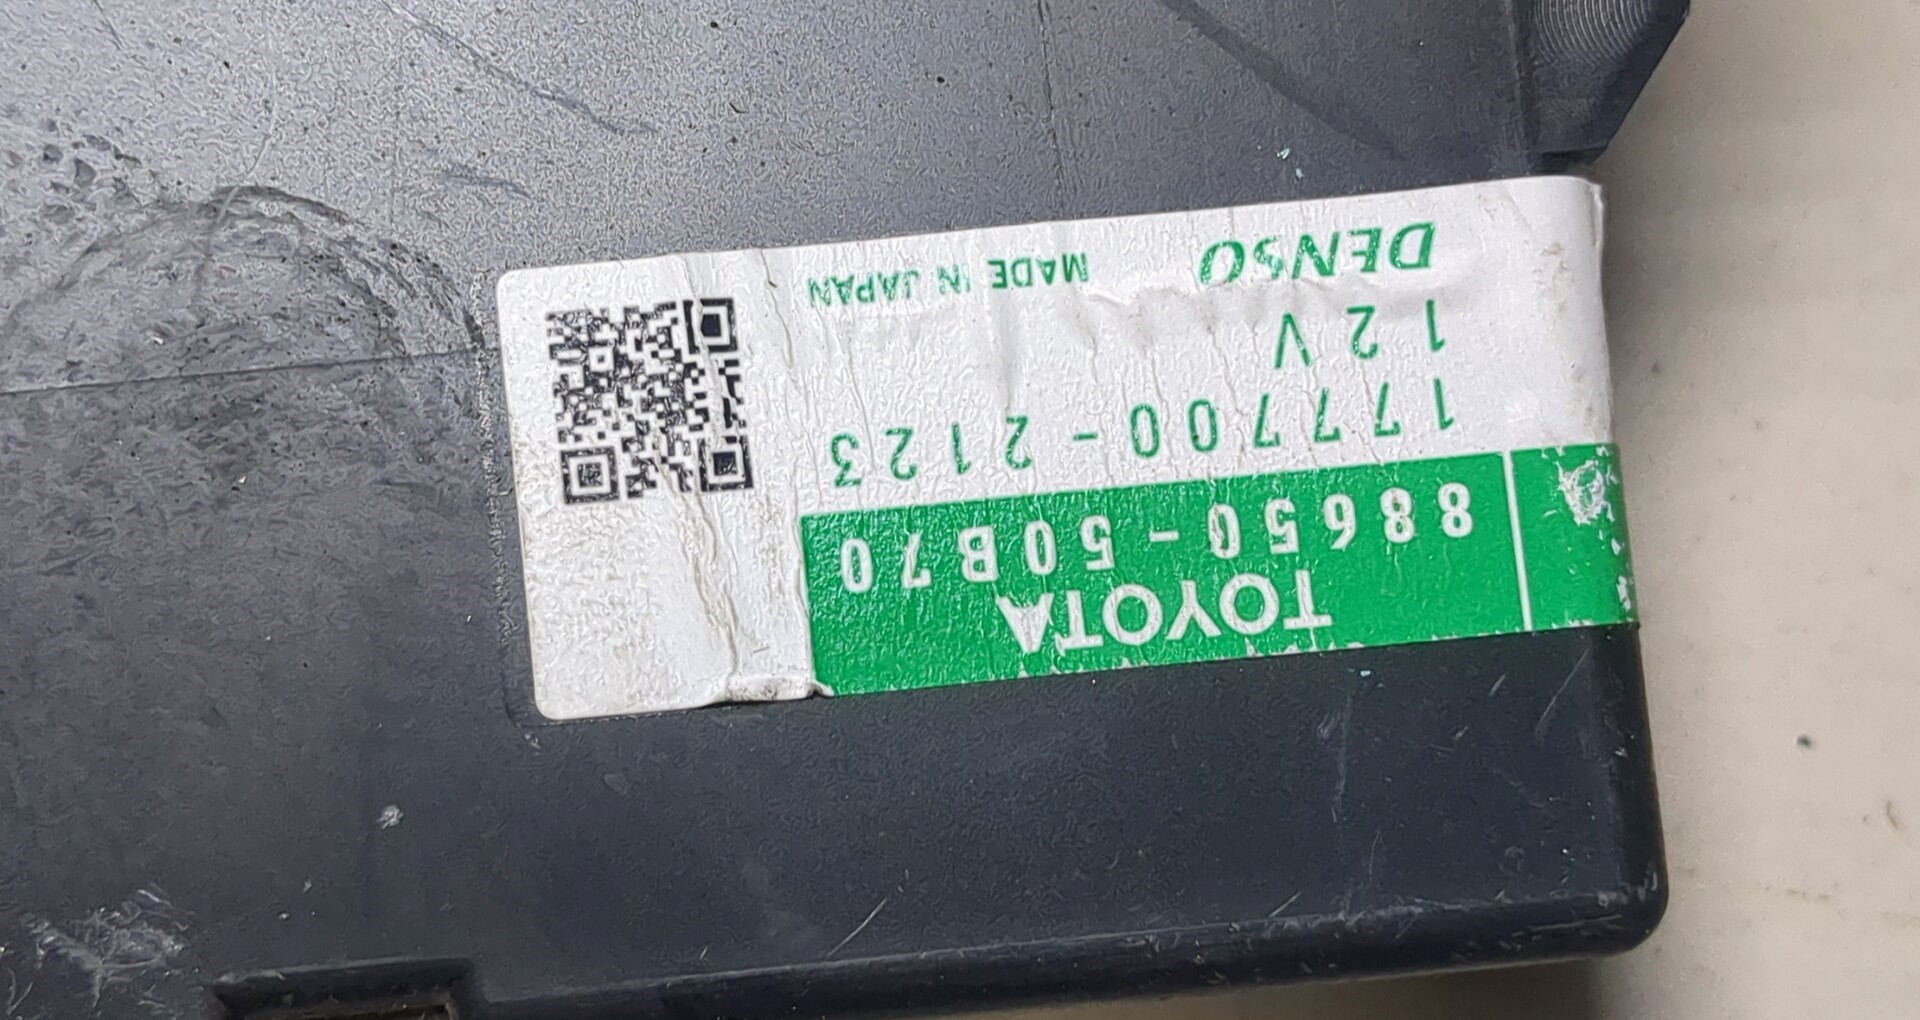 TOYOTA
88650-50B70
177700-2123
12V
DENSO MADE IN JAPAN